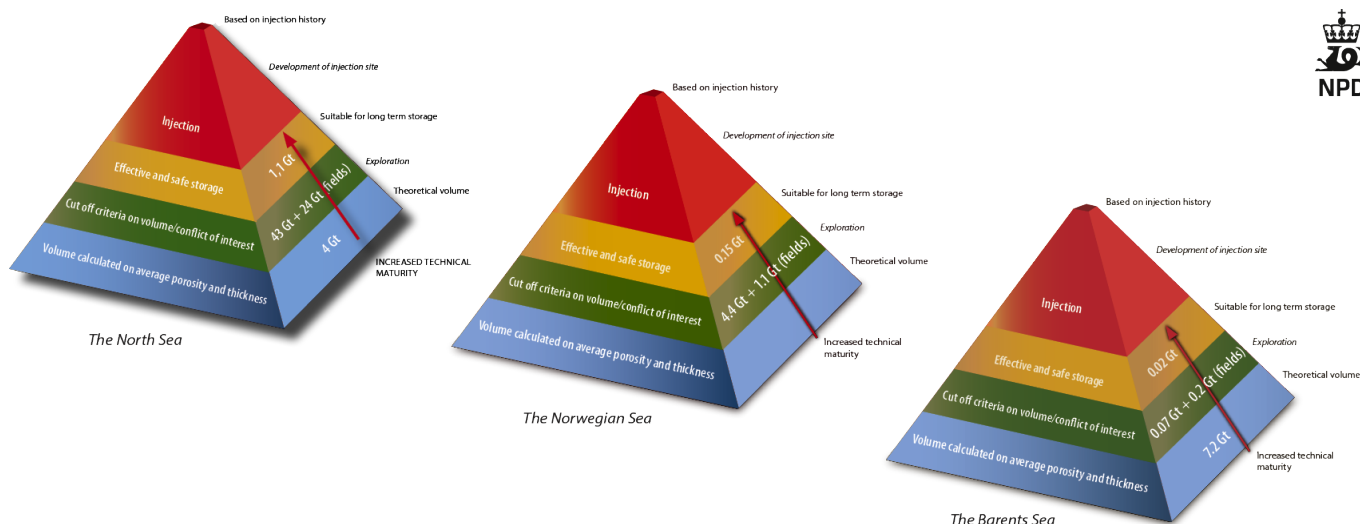 Based on injection history
Development of injection site
Suitable for long term storage
Exploration
Theoretical volume
INCREASED TECHNICAL
MATURITY
Injection
Effective and safe storage
Cut off criteria on volume/conflict of interest
Volume calculated on average porosity and thickness
1,1 Gt
43 Gt + 24 Gt (fields)
4 Gt
The North Sea
Based on injection history
Development of injection site
Suitable for long term storage
Exploration
Theoretical volume
Increased technical
maturity
Injection
Effective and safe storage
Cut off criteria on volume/conflict of interest
Volume calculated on average porosity and thickness
0.15 Gt
4.4 Gt + 1.1 Gt (fields)
The Norwegian Sea
NPD
Based on injection history
Development of injection site
Suitable for long term storage
Exploration
Theoretical volume
Increased technical
maturity
Injection
Effective and safe storage
Cut off criteria on volume/conflict of interest
Volume calculated on average porosity and thickness
0.02 Gt
0.07 Gt + 0.2 Gt (fields)
7.2 Gt
The Barents Sea